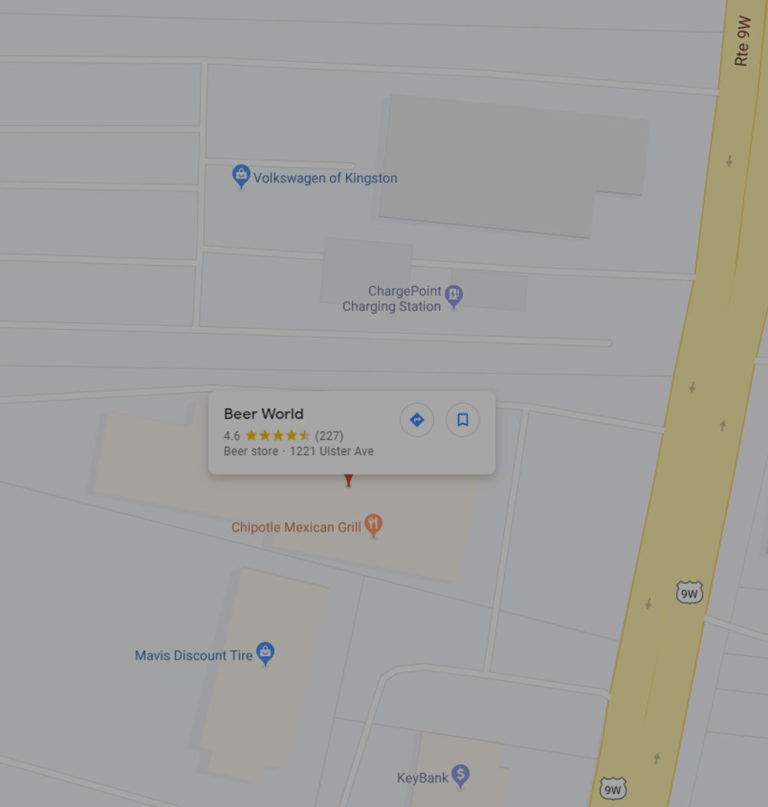 Rte 9W
Volkswagen of Kingston
ChargePoint
Charging Station
Beer World
4.6 (227)
Beer store · 1221 Ulster Ave
Chipotle Mexican Grill
9W
Mavis Discount Tire
KeyBank
9W